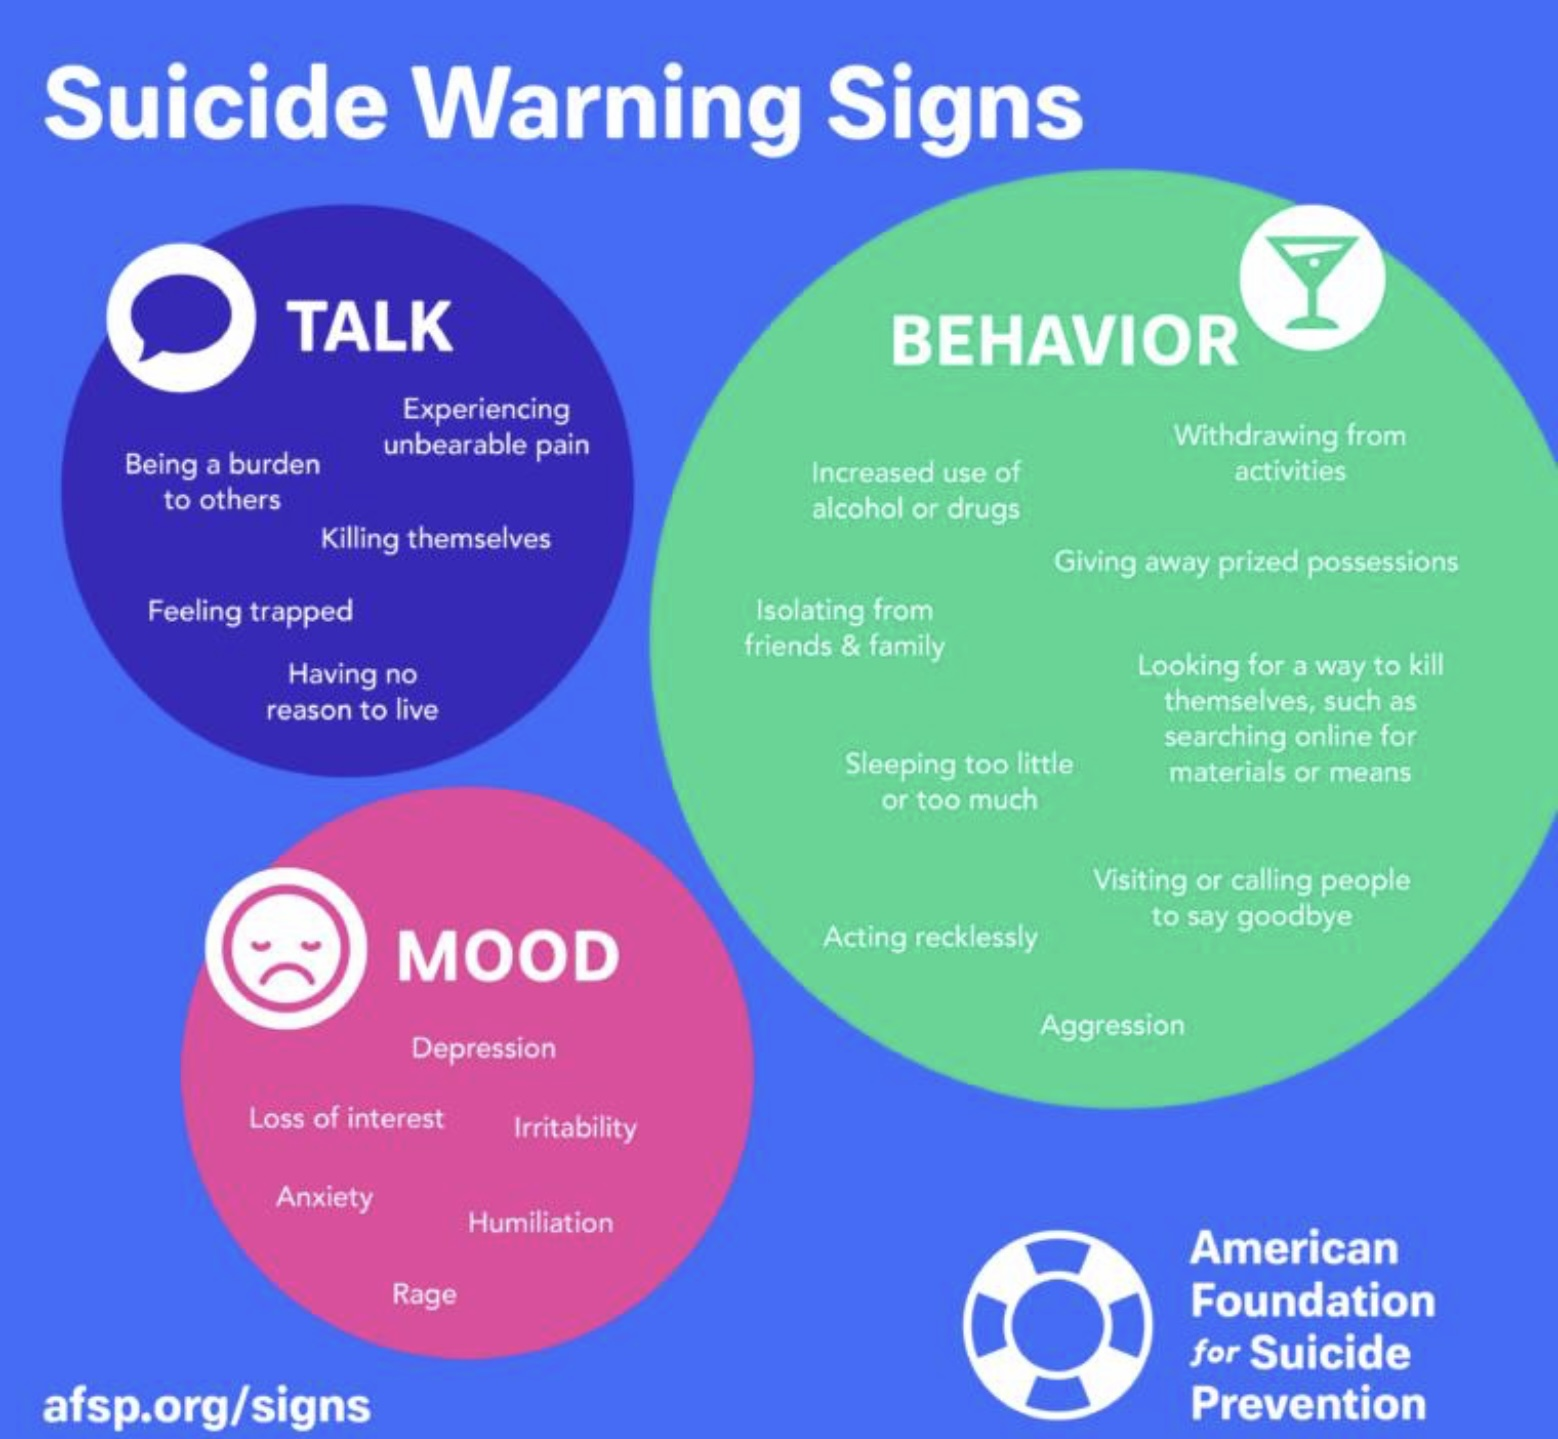 Suicide Warning Signs
TALK
Experiencing
unbearable pain
Being a burden
to others
Killing themselves
Feeling trapped
Having no
reason to live
BEHAVIOR
Withdrawing from
activities
Increased use of
alcohol or drugs
Giving away prized possessions
Isolating from
friends & family
Looking for a way to kill
themselves, such as
searching online for
materials or means
Sleeping too little
or too much
Visiting or calling people
to say goodbye
Acting recklessly
Aggression
MOOD
Depression
Loss of interest
Irritability
Anxiety
Humiliation
Rage
afsp.org/signs
American
Foundation
for Suicide
Prevention